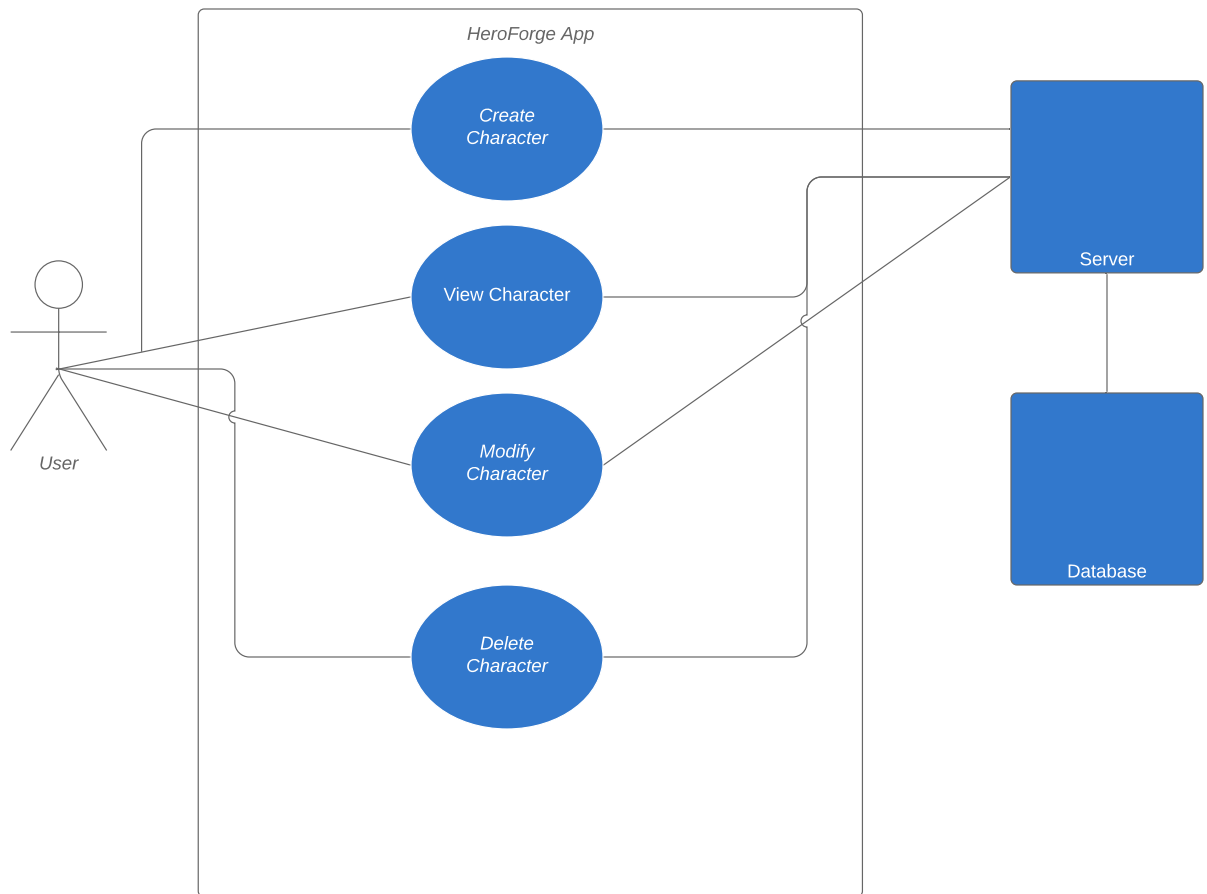 HeroForge App
Create
Character
View Character
Modify
Character
Delete
Character
User
Server
Database